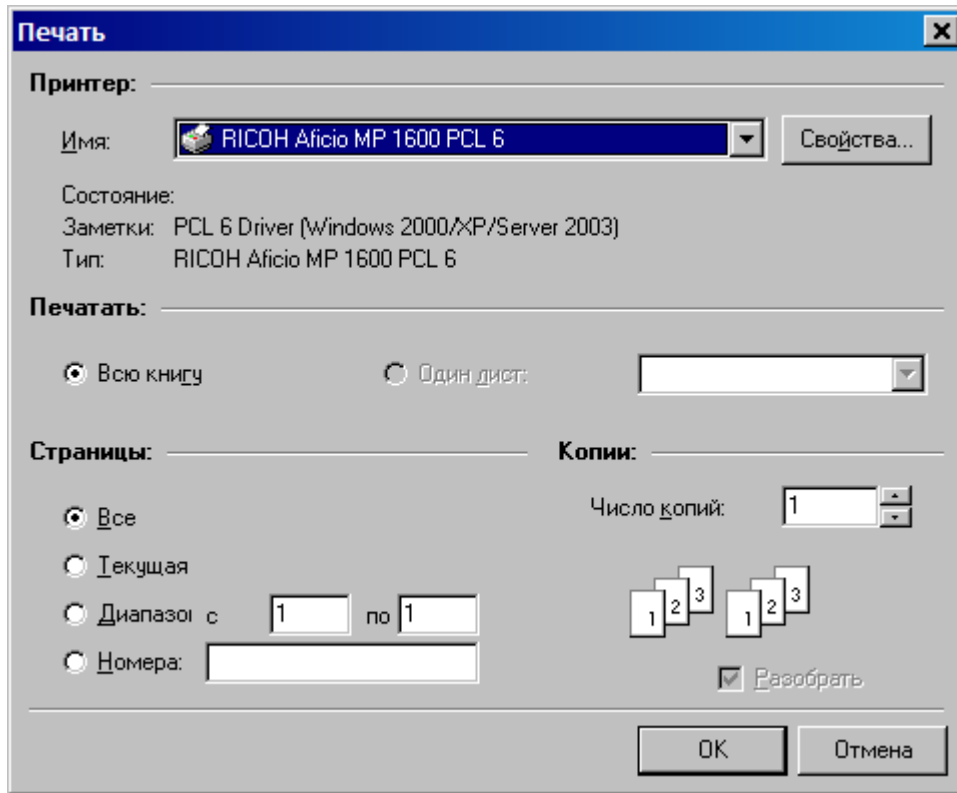 Печать
Принтер:
Имя: RICOH Aficio MP 1600 PCL 6 Свойства...
Состояние:
Заметки: PCL 6 Driver (Windows 2000/XP/Server 2003)
Тип: RICOH Aficio MP 1600 PCL 6
Печатать:
Всю книгу Один лист:
Страницы: Копии:
Все Число копий: 1
Текущая
Диапазон с 1 по 1
Номера:
1 2 3 1 2 3
Разобрать
OK Отмена